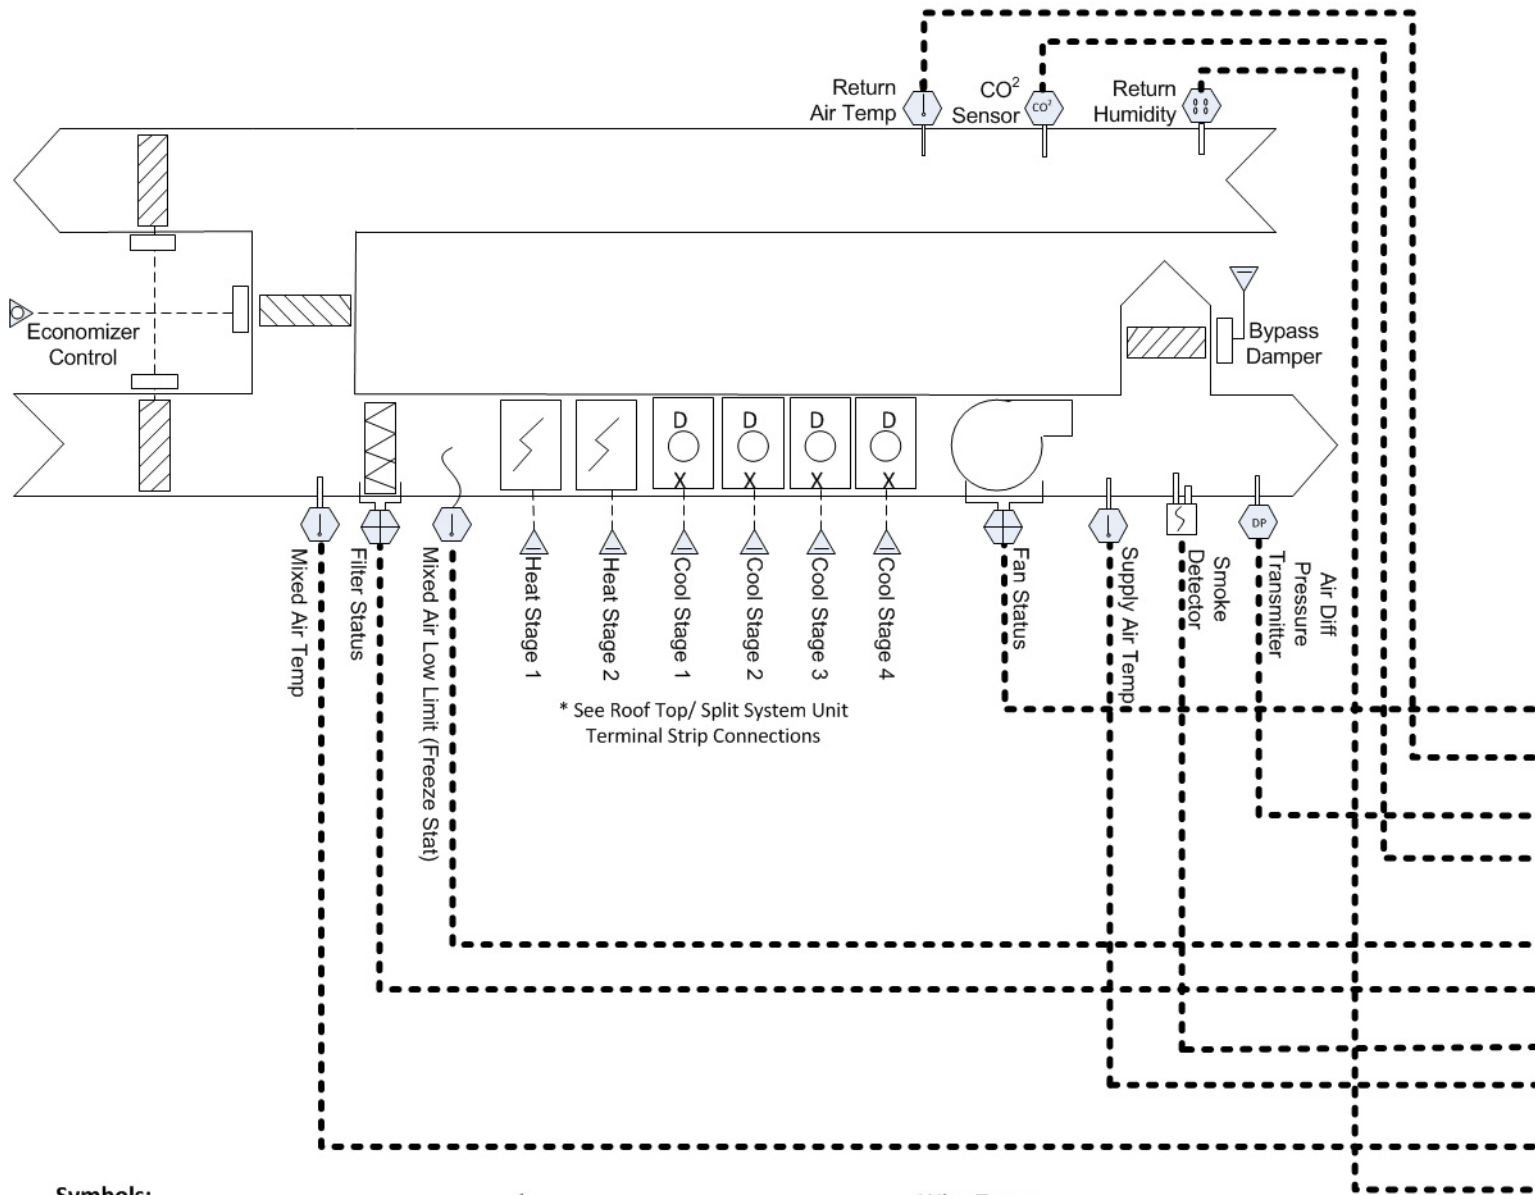 Return
Air Temp
CO²
Sensor
CO²
Return
Humidity
Economizer
Control
Bypass
Damper
D
X
D
X
D
X
D
X
DP
Mixed Air Temp
Filter Status
Mixed Air Low Limit (Freeze Stat)
Heat Stage 1
Heat Stage 2
Cool Stage 1
Cool Stage 2
Cool Stage 3
Cool Stage 4
Fan Status
Supply Air Temp
Smoke
Detector
Air Diff
Pressure
Transmitter
* See Roof Top/ Split System Unit
Terminal Strip Connections
Symbols: